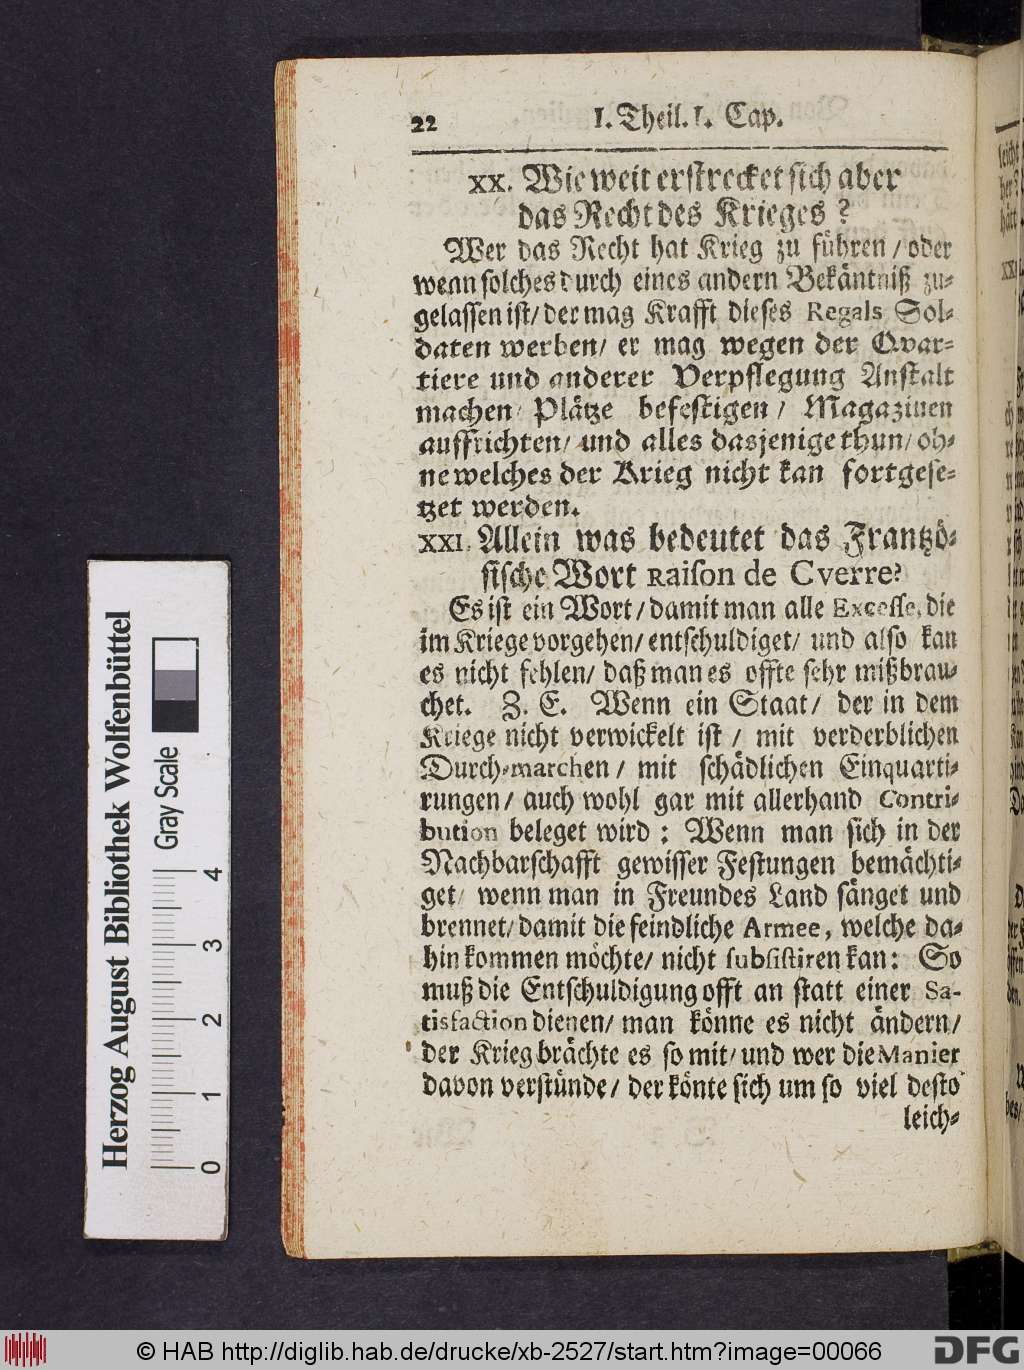 22 I. Theil. I. Cap.
XX. Wie weit erstrecket sich aber
das Recht des Krieges?
Wer das Recht hat Krieg zu führen / oder
wenn solches durch eines andern Bekäntniß zu-
gelassen ist / der mag Krafft dieses Regals Sol-
daten werben / er mag wegen der Qvar-
tiere und anderer Verpflegung Anstalt
machen / Plätze befestigen / Magazinen
auffrichten / und alles dasjenige thun / oh-
ne welches der Krieg nicht kan fortgese-
tzet werden.
XXI. Allein was bedeutet das Frantzö-
sische Wort Raison de Gverre?
Es ist ein Wort / damit man alle Excesse, die
im Kriege vorgehen / entschuldiget / und also kan
es nicht fehlen / daß man es offte sehr mißbrau-
chet. Z. E. Wenn ein Staat / der in dem
Kriege nicht verwickelt ist / mit verderblichen
Durch-marchen / mit schädlichen Einquarti-
rungen / auch wohl gar mit allerhand Contri-
bution beleget wird: Wenn man sich in der
Nachbarschafft gewisser Festungen bemächti-
get / wenn man in Freundes Land sänget und
brennet / damit die feindliche Armee, welche da-
hin kommen möchte / nicht subsistiren kan: So
muß die Entschuldigung offt an statt einer Sa-
tisfaction dienen / man könne es nicht ändern /
der Krieg brächte es so mit / und wer die Manier
davon verstünde / der könte sich um so viel desto
leich-
Herzog August Bibliothek Wolfenbüttel
Gray Scale
0 1 2 3 4
© HAB http://diglib.hab.de/drucke/xb-2527/start.htm?image=00066
DFG